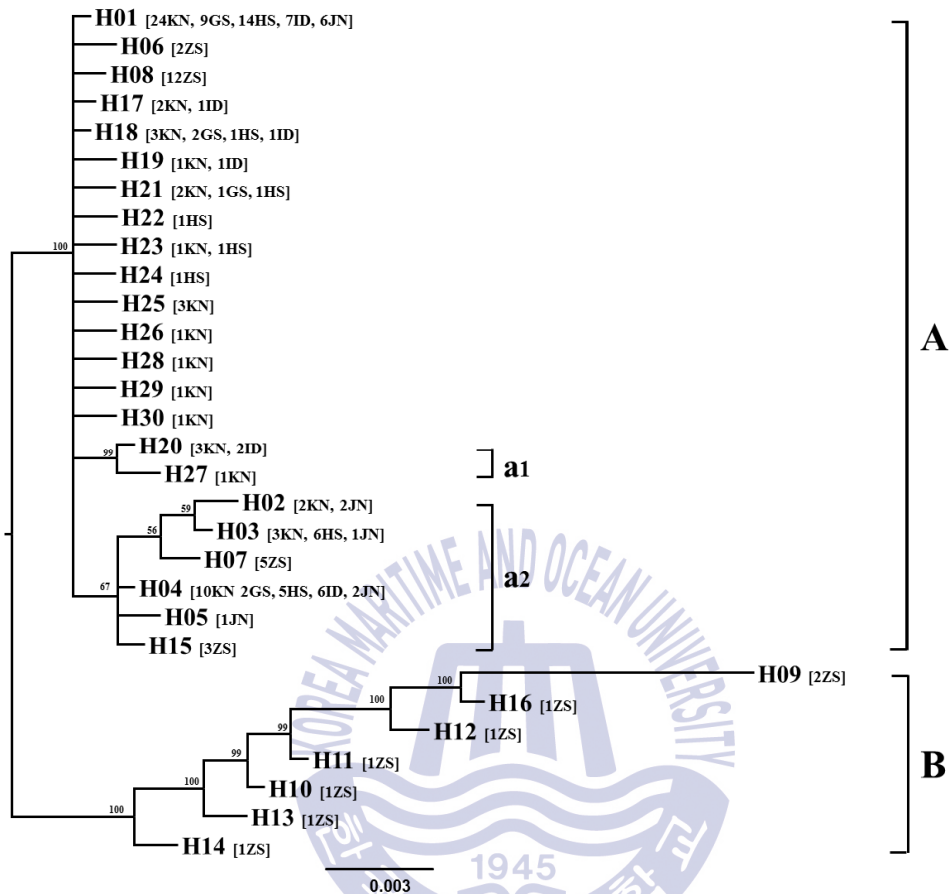 H01 [24KN, 9GS, 14HS, 7ID, 6JN]
H06 [2ZS]
H08 [12ZS]
H17 [2KN, 1ID]
H18 [3KN, 2GS, 1HS, 1ID]
H19 [1KN, 1ID]
H21 [2KN, 1GS, 1HS]
H22 [1HS]
100
H23 [1KN, 1HS]
H24 [1HS]
H25 [3KN]
H26 [1KN]
A
H28 [1KN]
H29 [1KN]
H30 [1KN]
99
H20 [3KN, 2ID]
a1
H27 [1KN]
59
H02 [2KN, 2JN]
56
H03 [3KN, 6HS, 1JN]
H07 [5ZS]
a2
67
H04 [10KN 2GS, 5HS, 6ID, 2JN]
H05 [1JN]
H15 [3ZS]
KOREA MARITIME AND OCEAN UNIVERSITY
100
H09 [2ZS]
100
H16 [1ZS]
99
H12 [1ZS]
99
H11 [1ZS]
B
100
H10 [1ZS]
100
H13 [1ZS]
H14 [1ZS]
1945
0.003